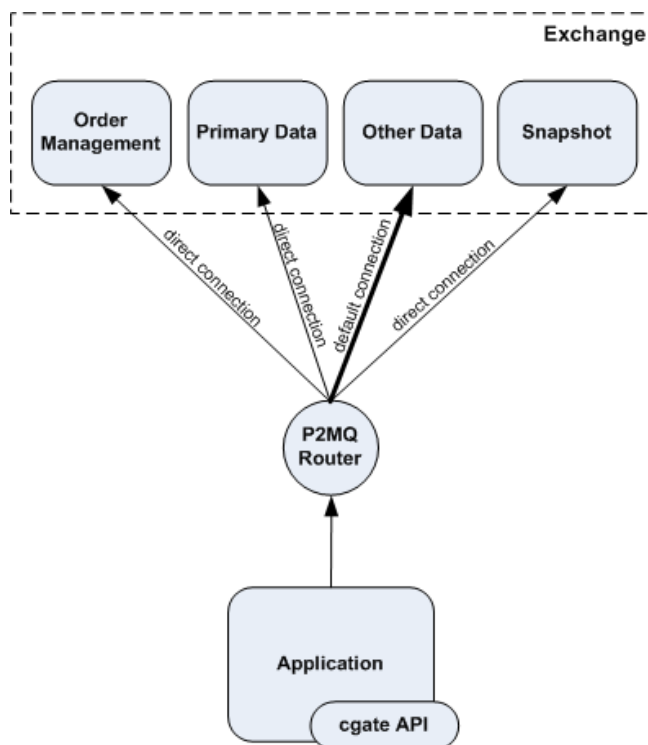 Exchange
Order
Management
Primary Data
Other Data
Snapshot
direct connection
direct connection
default connection
direct connection
P2MQ
Router
Application
cgate API